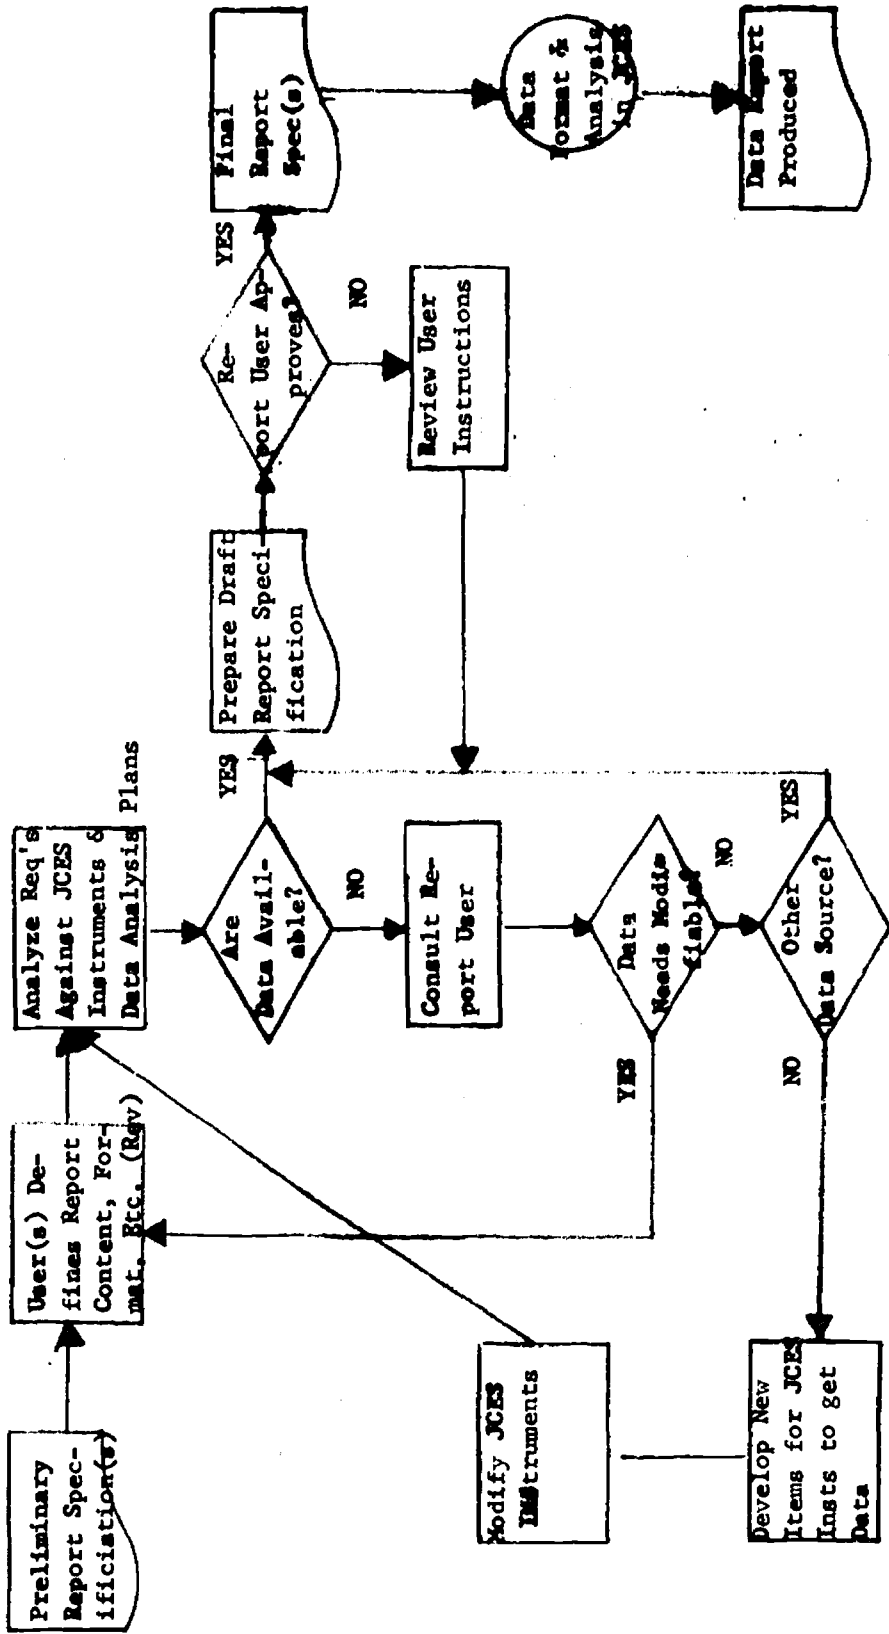 Preliminary
Report Spec-
ificiation(s)
User(s) De-
fines Report
Content, For-
mat, Etc. (Rev)
Analyze Req's
Against JCES
Instruments &
Data Analysis Plans
Are
Data Avail-
able?
YES
NO
Prepare Draft
Report Speci-
fication
Re-
port User Ap-
proves?
YES
NO
Final
Report
Spec(s)
Data
Format &
Analysis
in JCES
Data Report
Produced
Review User
Instructions
Consult Re-
port User
Data
Needs Modi-
fiable?
YES
NO
Other
Data Source?
YES
NO
Modify JCES
Instruments
Develop New
Items for JCES
Insts to get
Data